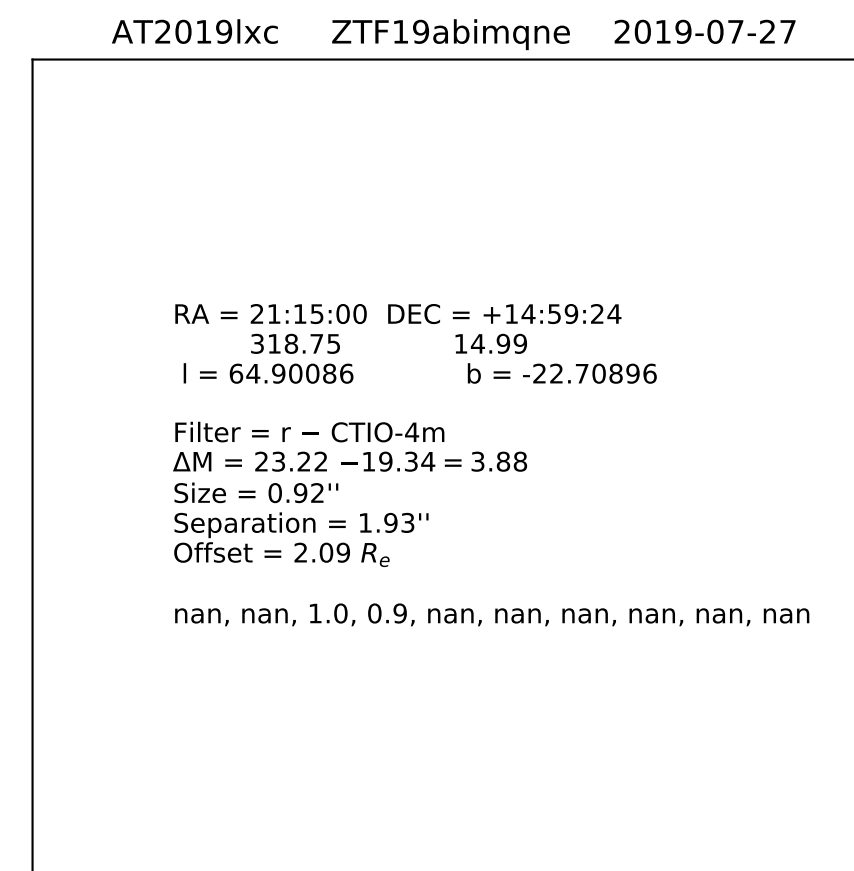 AT2019lxc ZTF19abimqne 2019-07-27
RA = 21:15:00 DEC = +14:59:24
318.75 14.99
l = 64.90086 b = -22.70896
Filter = r − CTIO-4m
ΔM = 23.22 −19.34 = 3.88
Size = 0.92''
Separation = 1.93''
Offset = 2.09 Re
nan, nan, 1.0, 0.9, nan, nan, nan, nan, nan, nan